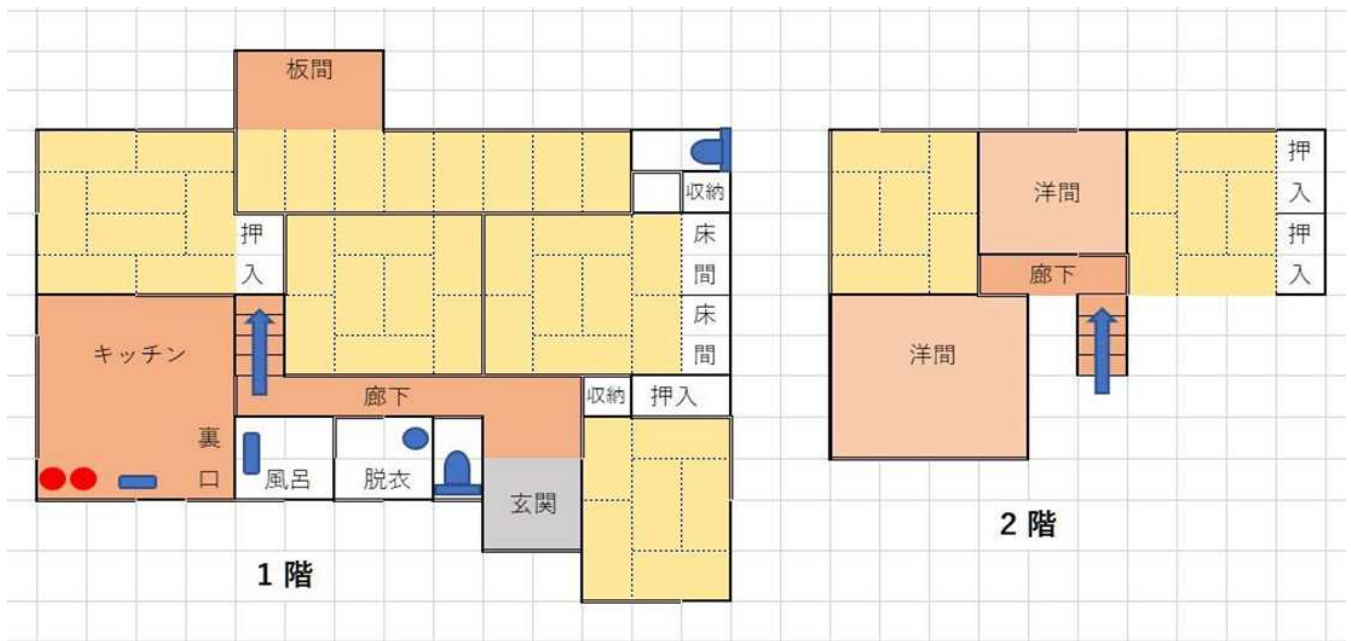 板間
収納
押入
床間
床間
キッチン
廊下
収納
押入
裏口
風呂
脱衣
玄関
1 階
洋間
押入
押入
廊下
洋間
2 階